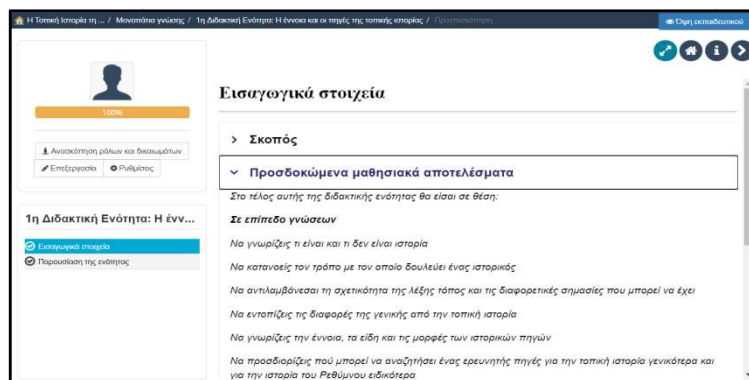 Η Τοπική Ιστορία τη ... / Μονοπάτια γνώσης / 1η Διδακτική Ενότητα: Η έννοια και οι πηγές της τοπικής ιστορίας / Προεπισκόπηση
Όψη εκπαιδευτικού
100%
Ανασκόπηση ρόλων και δικαιωμάτων
Επεξεργασία Ρυθμίσεις
1η Διδακτική Ενότητα: Η ένν...
Εισαγωγικά στοιχεία
Παρουσίαση της ενότητας
Εισαγωγικά στοιχεία
Σκοπός
Προσδοκώμενα μαθησιακά αποτελέσματα
Στο τέλος αυτής της διδακτικής ενότητας θα είσαι σε θέση:
Σε επίπεδο γνώσεων
Να γνωρίζεις τι είναι και τι δεν είναι ιστορία
Να κατανοείς τον τρόπο με τον οποίο δουλεύει ένας ιστορικός
Να αντιλαμβάνεσαι τη σχετικότητα της λέξης τόπος και τις διαφορετικές σημασίες που μπορεί να έχει
Να εντοπίζεις τις διαφορές της γενικής από την τοπική ιστορία
Να γνωρίζεις την έννοια, τα είδη και τις μορφές των ιστορικών πηγών
Να προσδιορίζεις πού μπορεί να αναζητήσει ένας ερευνητής πηγές για την τοπική ιστορία γενικότερα και
για την ιστορία του Ρεθύμνου ειδικότερα